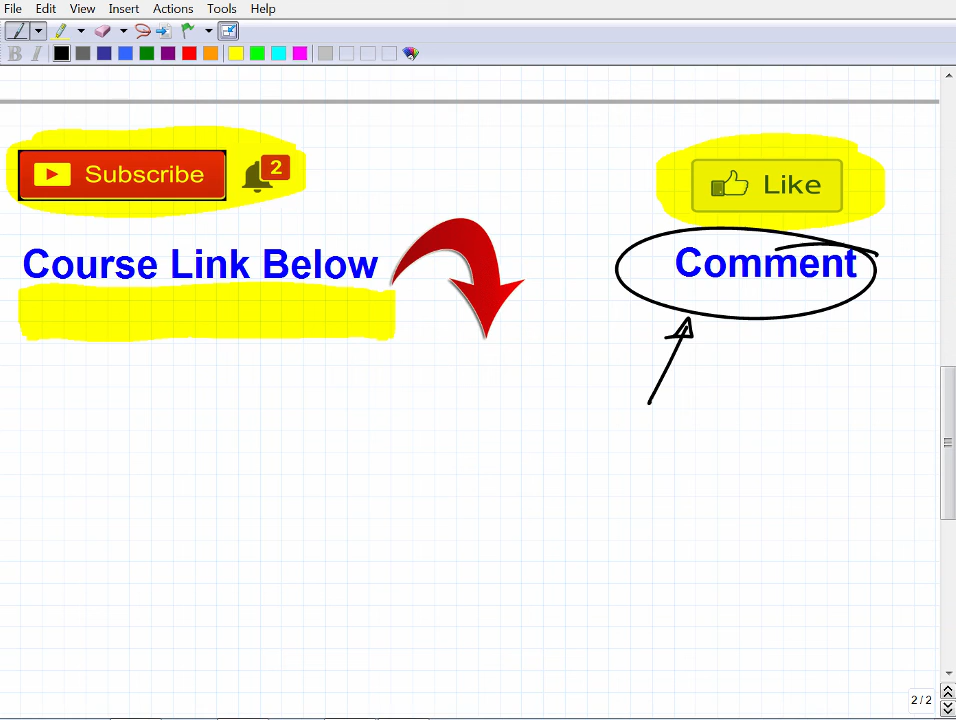 File Edit View Insert Actions Tools Help
B I
Subscribe 2
Like
Course Link Below
Comment
2 / 2